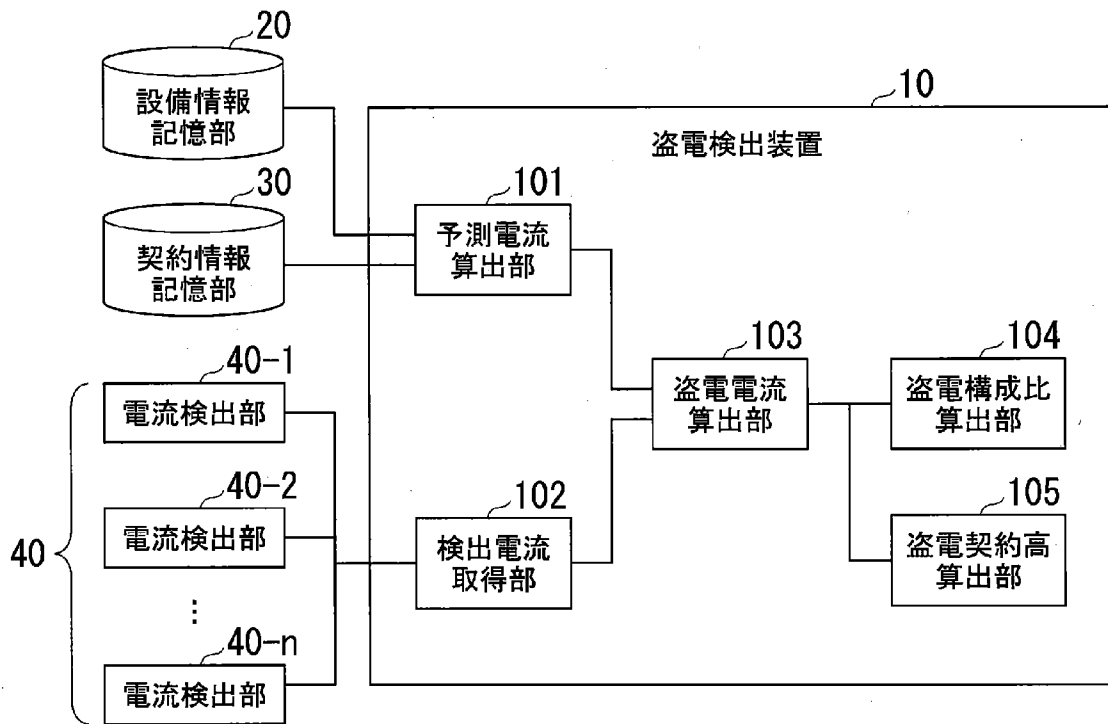 20
設備情報
記憶部
30
契約情報
記憶部
10
盗電検出装置
101
予測電流
算出部
102
検出電流
取得部
103
盗電電流
算出部
104
盗電構成比
算出部
105
盗電契約高
算出部
40
40-1
電流検出部
40-2
電流検出部
⋮
40-n
電流検出部